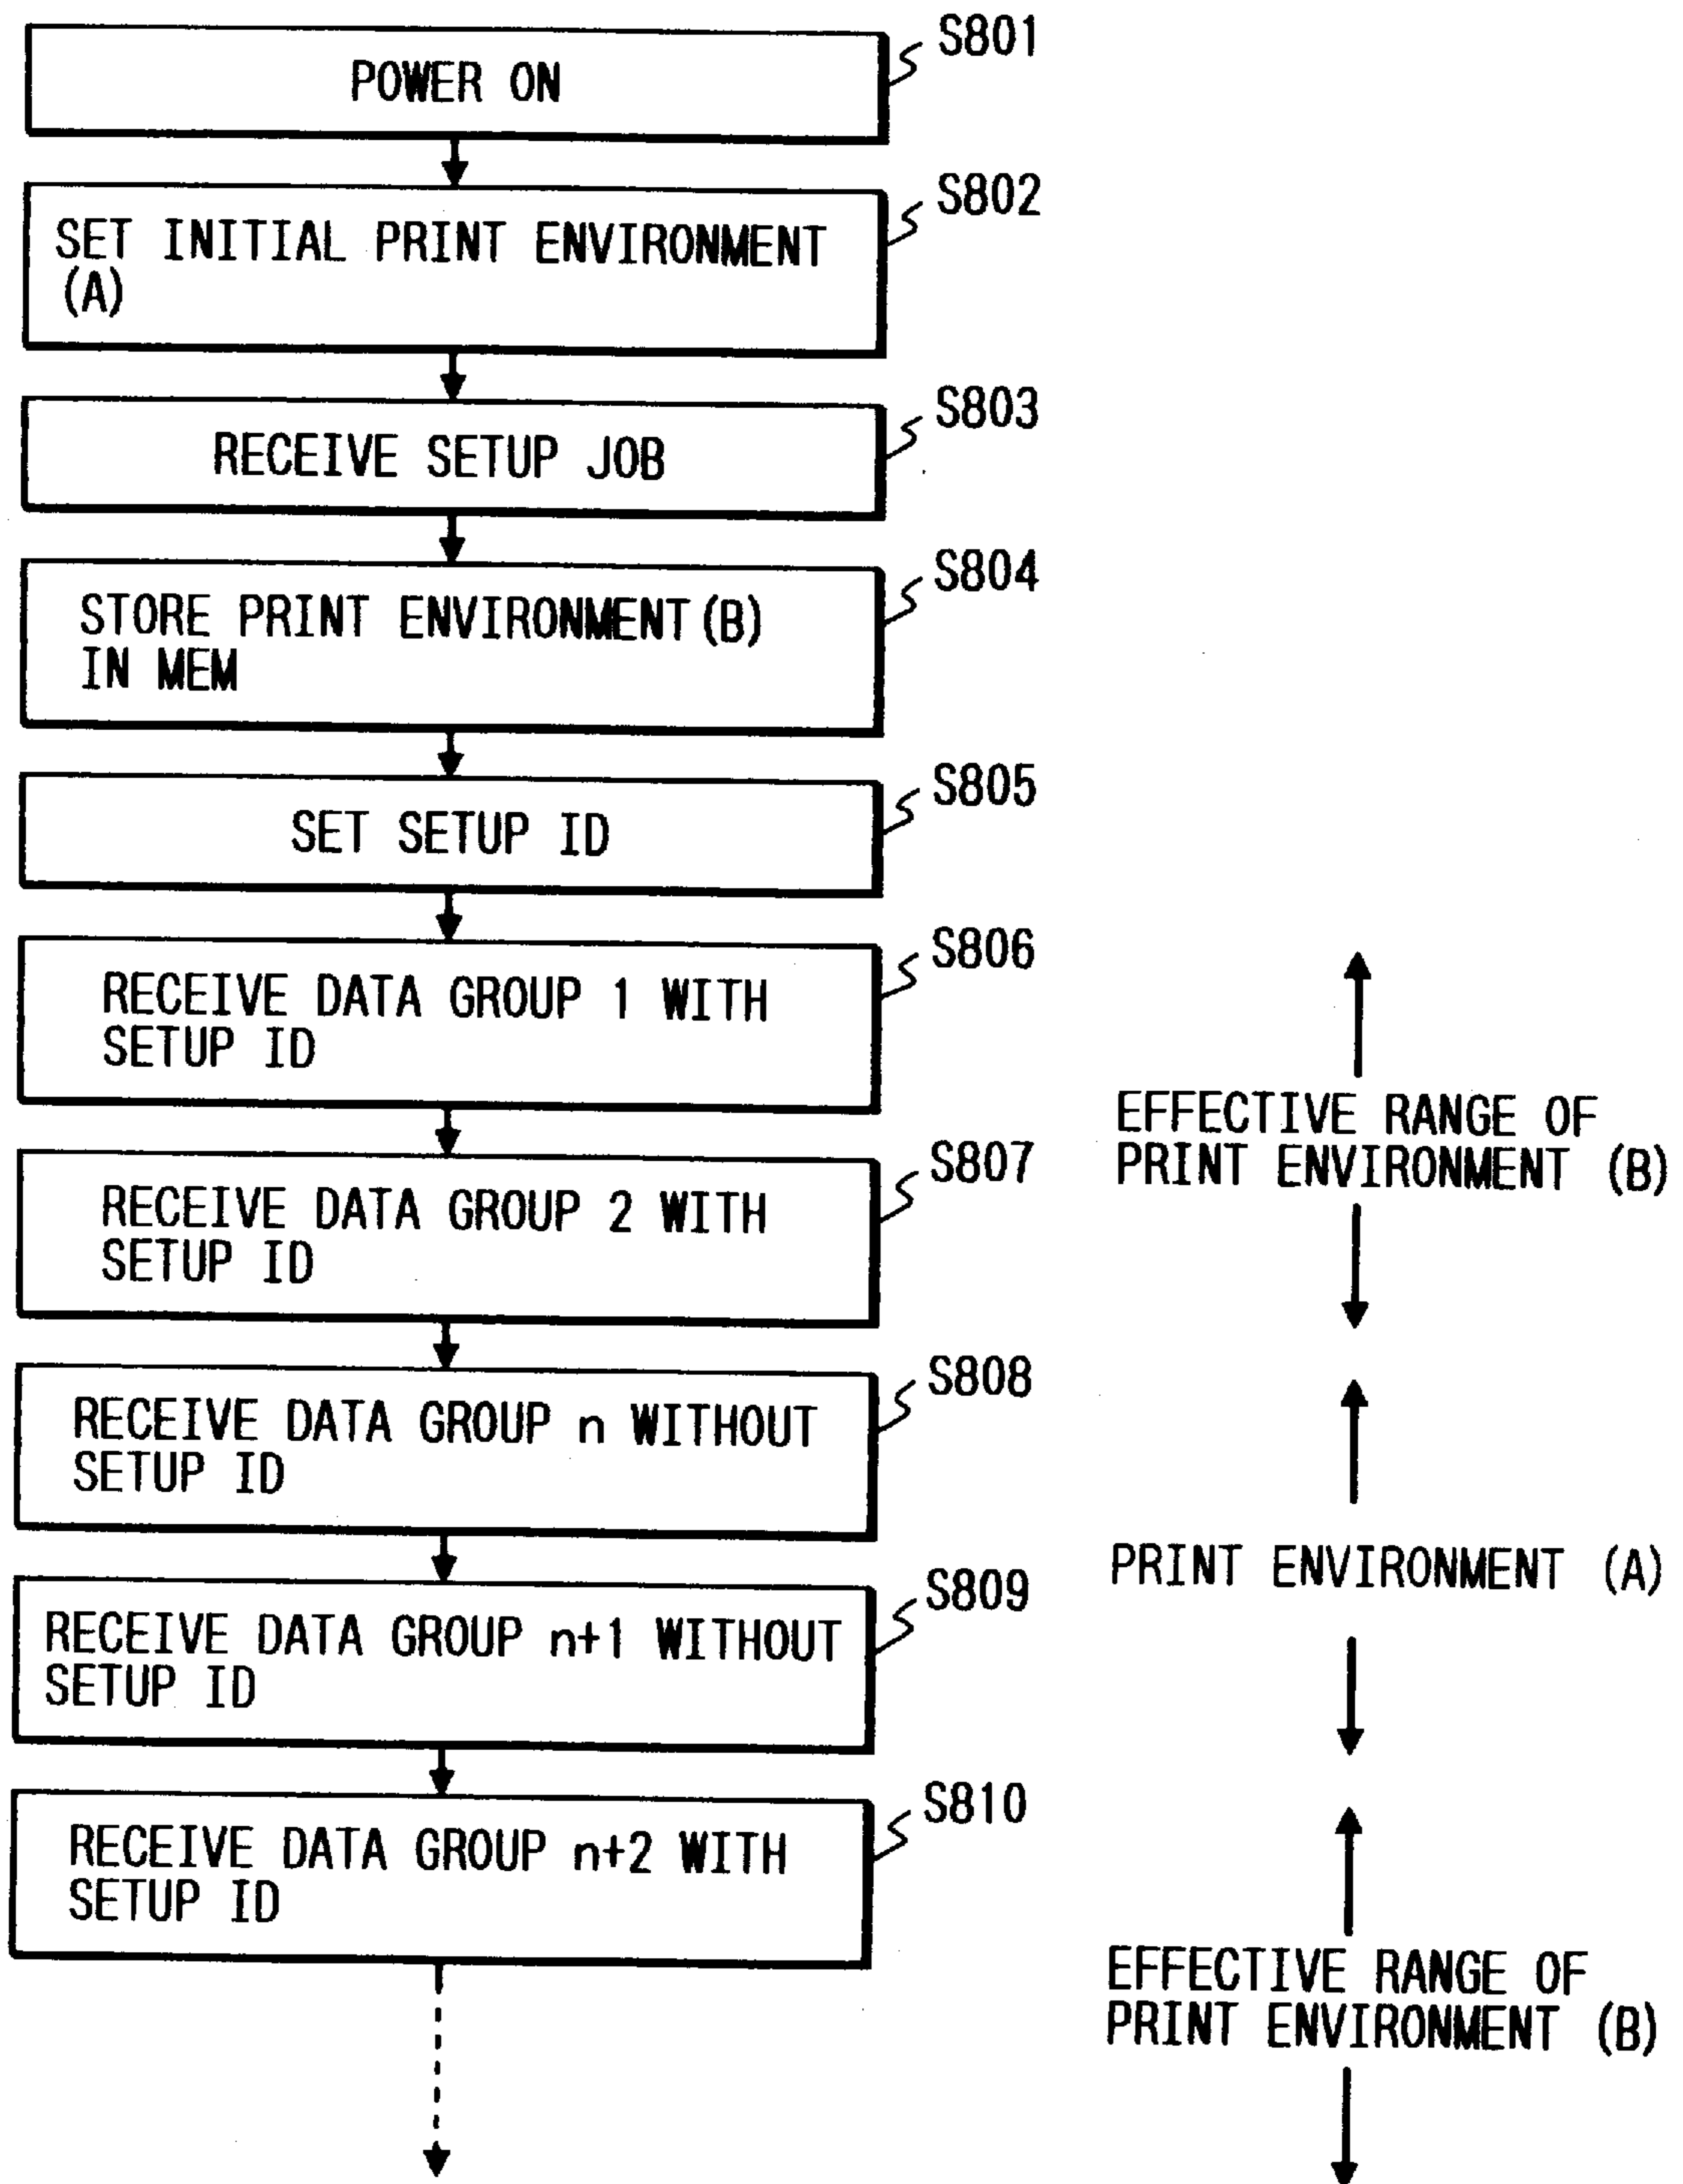 S801
POWER ON
S802
SET INITIAL PRINT ENVIRONMENT
(A)
S803
RECEIVE SETUP JOB
S804
STORE PRINT ENVIRONMENT(B)
IN MEM
S805
SET SETUP ID
S806
RECEIVE DATA GROUP 1 WITH
SETUP ID
EFFECTIVE RANGE OF
PRINT ENVIRONMENT (B)
S807
RECEIVE DATA GROUP 2 WITH
SETUP ID
S808
RECEIVE DATA GROUP n WITHOUT
SETUP ID
PRINT ENVIRONMENT (A)
S809
RECEIVE DATA GROUP n+1 WITHOUT
SETUP ID
S810
RECEIVE DATA GROUP n+2 WITH
SETUP ID
EFFECTIVE RANGE OF
PRINT ENVIRONMENT (B)